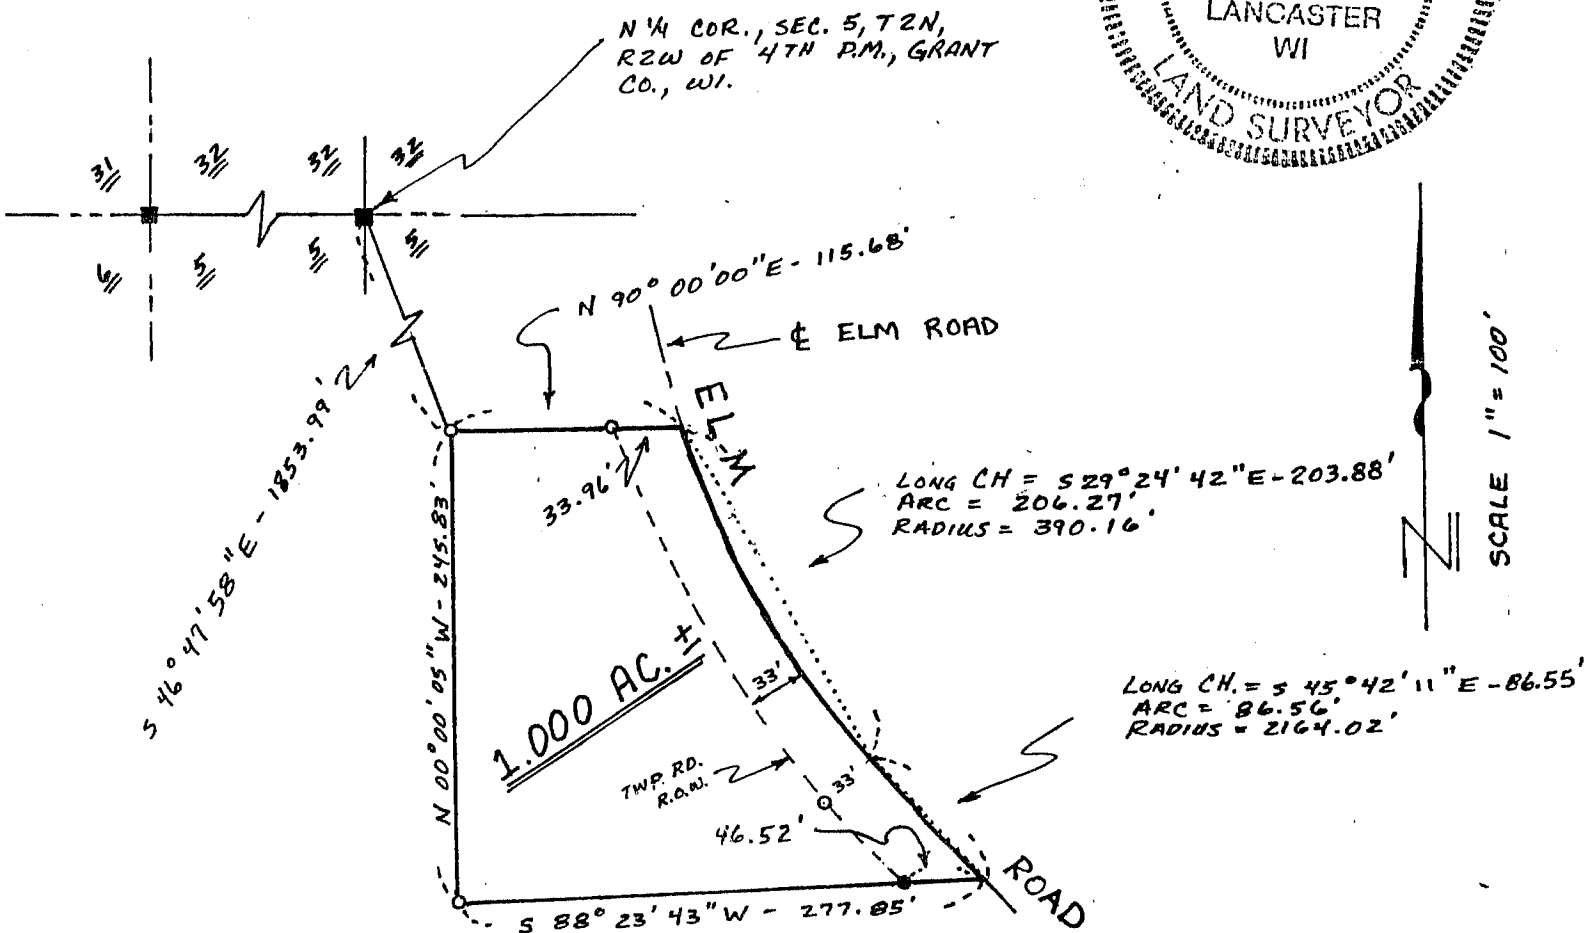 LANCASTER
WI
LAND SURVEYOR
N 1/4 COR., SEC. 5, T2N,
R2W OF 4TH P.M., GRANT
CO., WI.
31
32
32
32
6
5
5
5
N 90° 00' 00" E - 115.68'
℄ ELM ROAD
S 46° 47' 58" E - 1853.99'
ELM
33.96'
LONG CH = S 29° 24' 42" E - 203.88'
ARC = 206.27'
RADIUS = 390.16'
SCALE 1" = 100'
N
N 00° 00' 05" W - 245.83'
1.000 AC. ±
33'
LONG CH. = S 45° 42' 11" E - 86.55'
ARC = 86.56'
RADIUS = 2164.02'
TWP. RD.
R.O.W.
33'
46.52'
ROAD
S 88° 23' 43" W - 277.85'